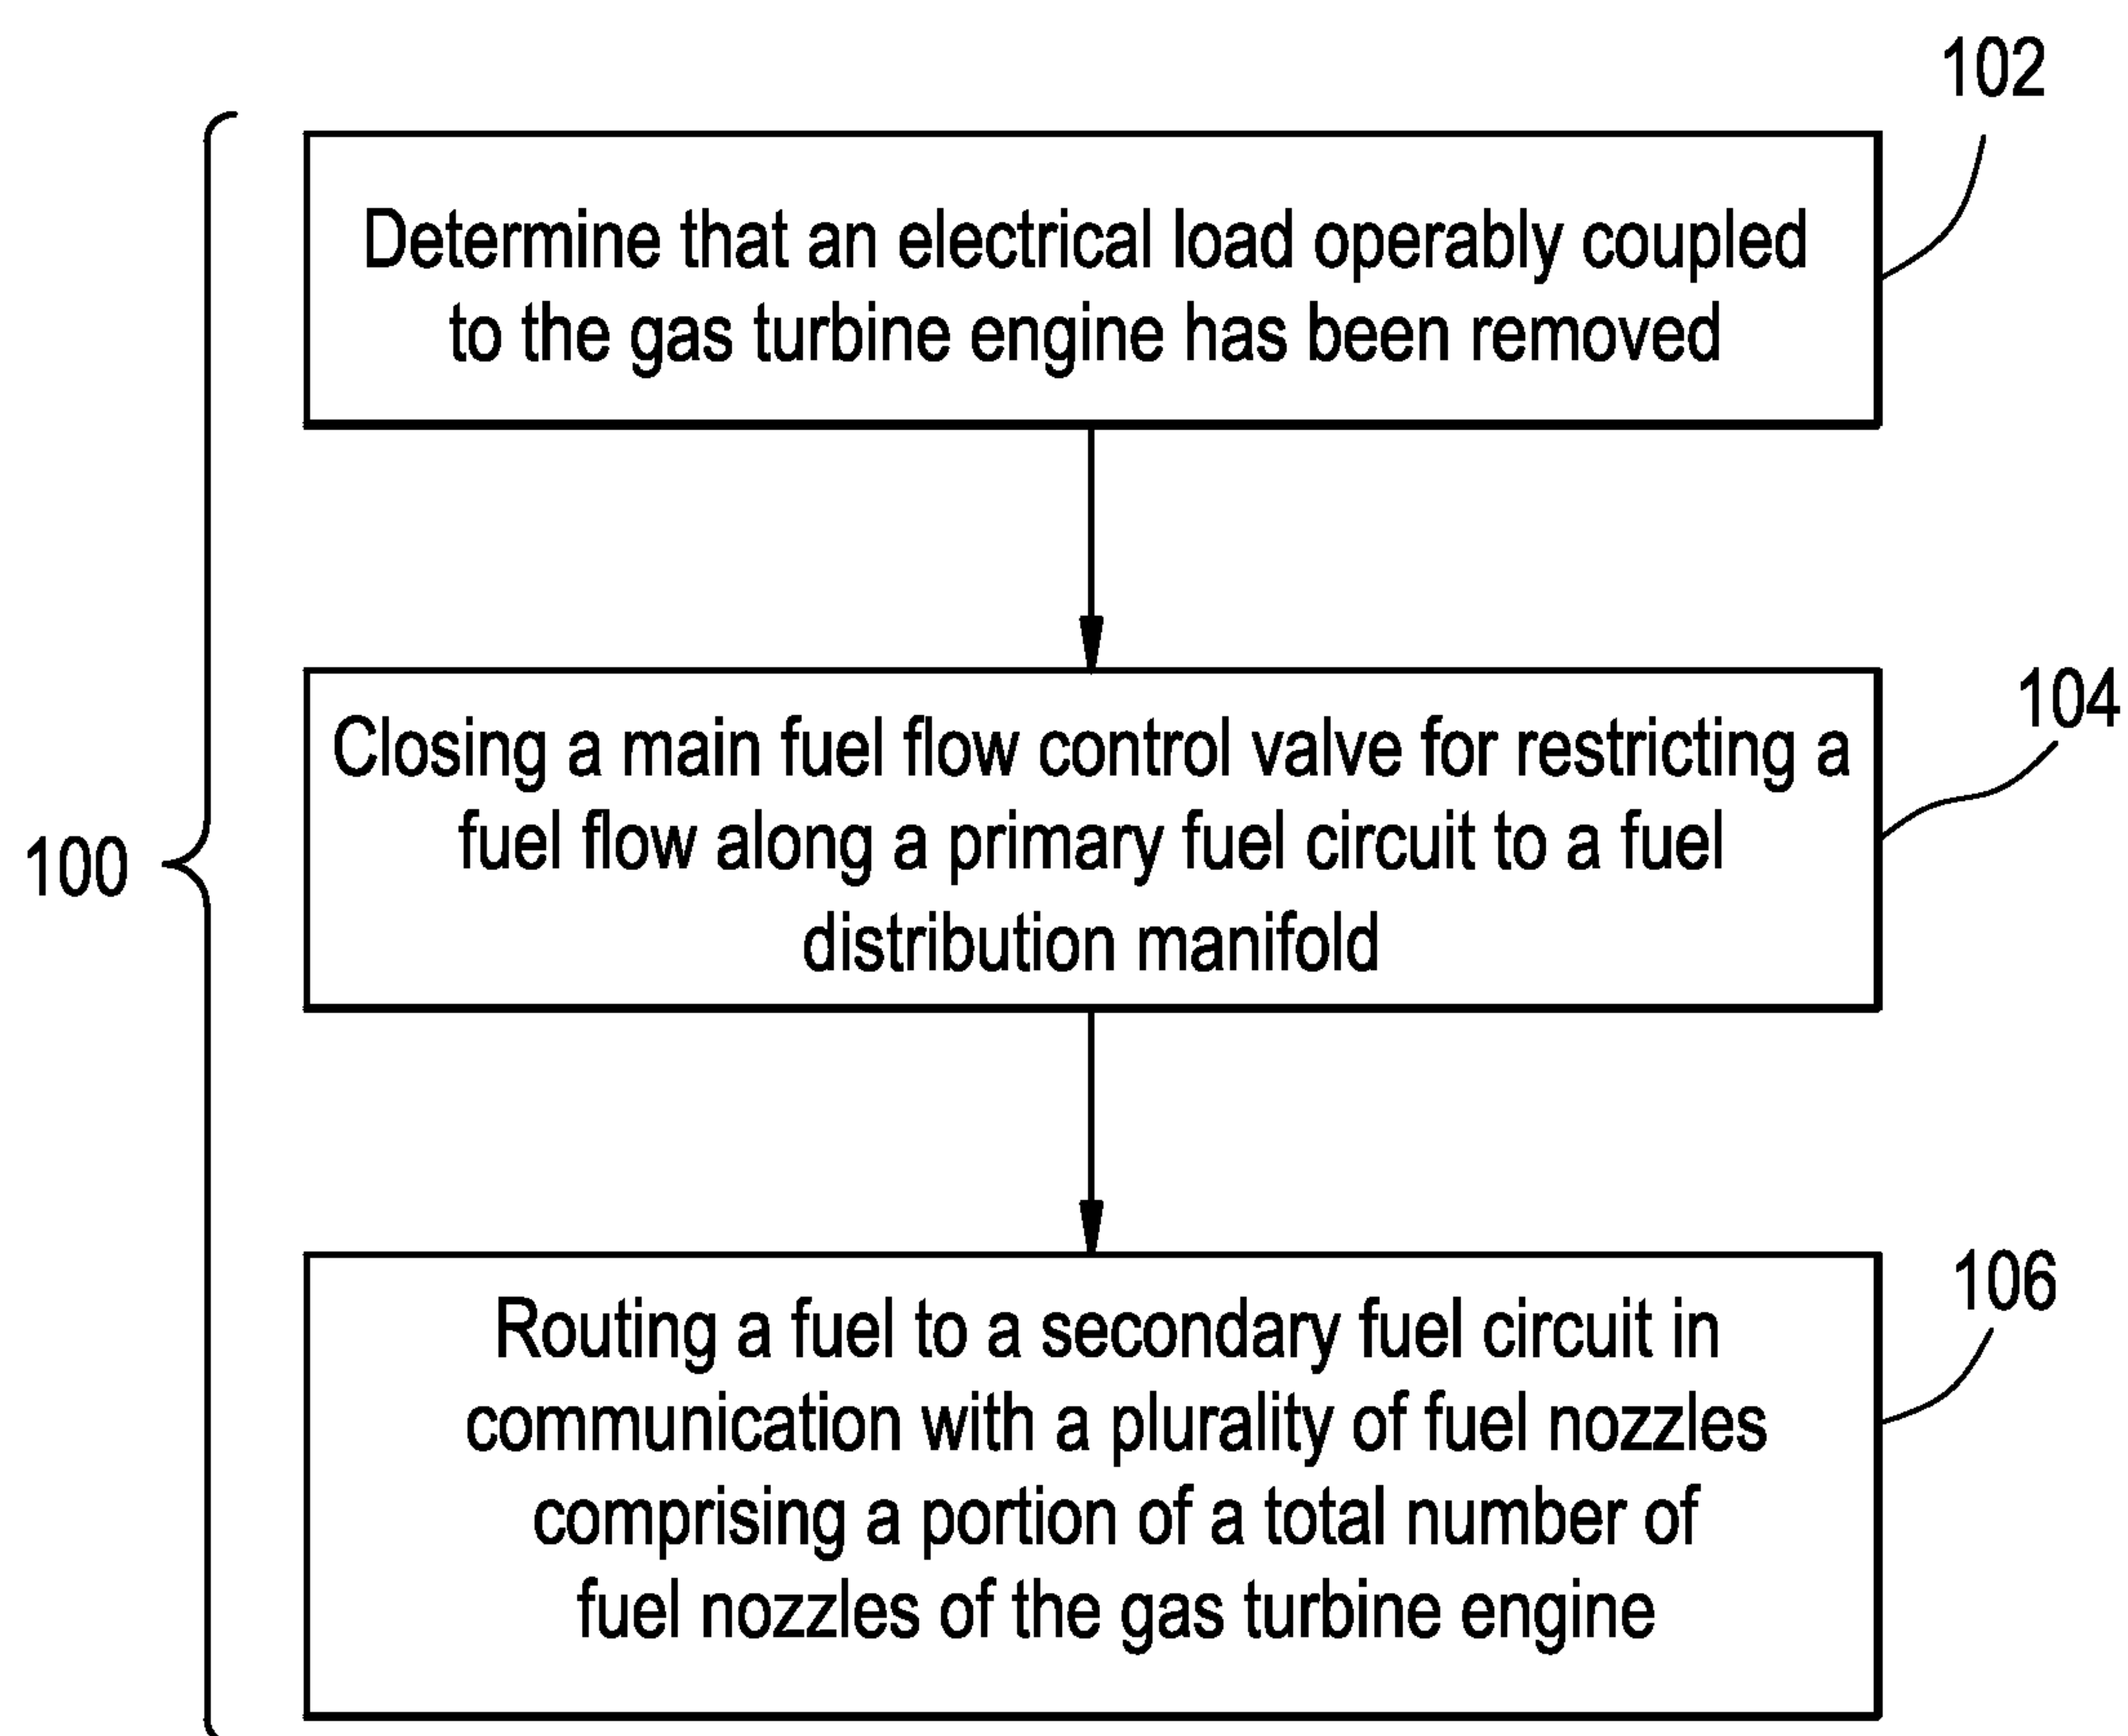 102
Determine that an electrical load operably coupled
to the gas turbine engine has been removed
104
Closing a main fuel flow control valve for restricting a
fuel flow along a primary fuel circuit to a fuel
distribution manifold
100
106
Routing a fuel to a secondary fuel circuit in
communication with a plurality of fuel nozzles
comprising a portion of a total number of
fuel nozzles of the gas turbine engine